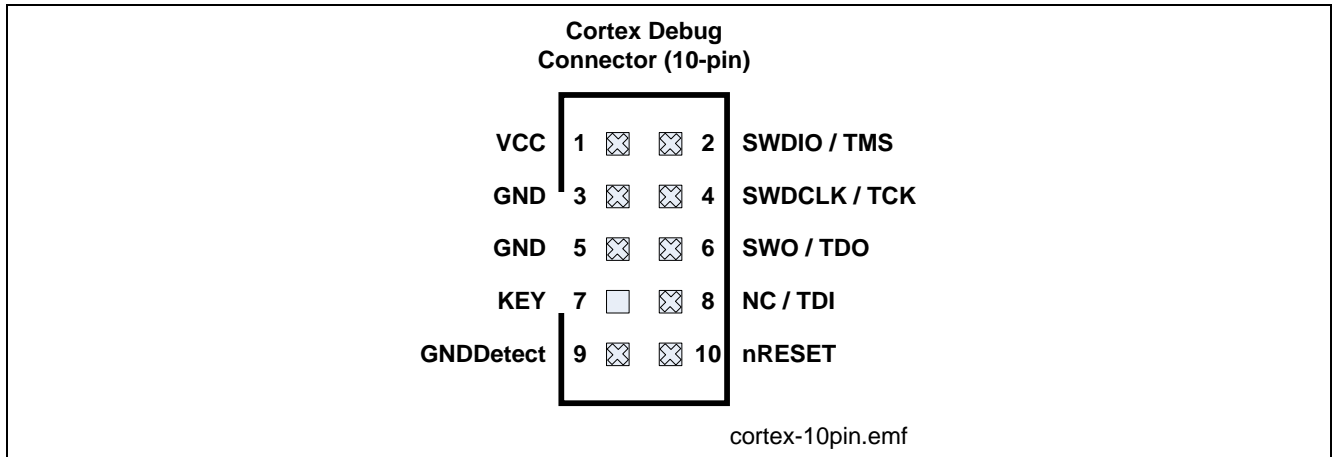 Cortex Debug
Connector (10-pin)
VCC 1 2 SWDIO / TMS
GND 3 4 SWDCLK / TCK
GND 5 6 SWO / TDO
KEY 7 8 NC / TDI
GNDDetect 9 10 nRESET
cortex-10pin.emf